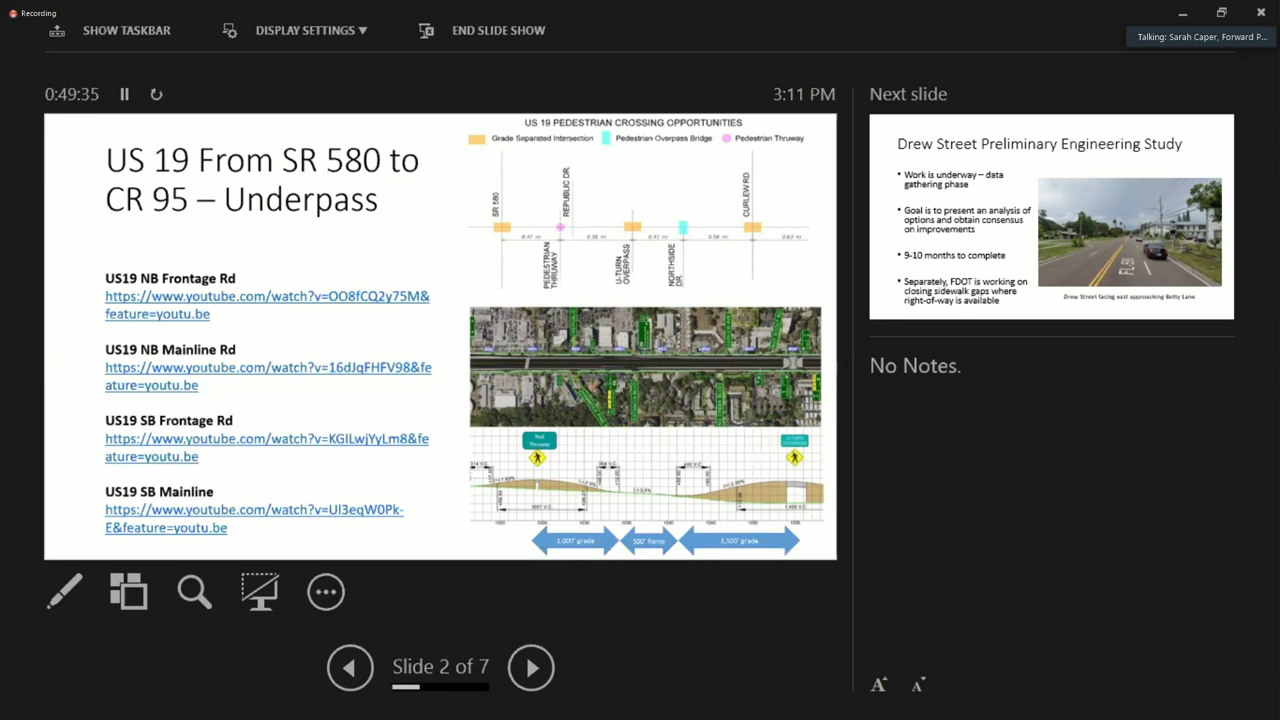 Recording
SHOW TASKBAR
DISPLAY SETTINGS
END SLIDE SHOW
Talking: Sarah Caper, Forward P...
0:49:35
3:11 PM
Next slide
US 19 From SR 580 to
CR 95 – Underpass
US19 NB Frontage Rd
https://www.youtube.com/watch?v=OO8fCQ2y75M&
feature=youtu.be
US19 NB Mainline Rd
https://www.youtube.com/watch?v=16dJqFHFV98&fe
ature=youtu.be
US19 SB Frontage Rd
https://www.youtube.com/watch?v=KGILwjYyLm8&fe
ature=youtu.be
US19 SB Mainline
https://www.youtube.com/watch?v=UI3eqW0Pk-
E&feature=youtu.be
US 19 PEDESTRIAN CROSSING OPPORTUNITIES
Grade Separated Intersection
Pedestrian Overpass Bridge
Pedestrian Thruway
SR 580
REPUBLIC DR.
CURLEW RD.
PEDESTRIAN
THRUWAY
U-TURN
OVERPASS
NORTHSIDE
DR.
Ped
Thruway
1,000' grade
500' Ramp
1,500' grade
Drew Street Preliminary Engineering Study
• Work is underway – data
gathering phase
• Goal is to present an analysis of
options and obtain consensus
on improvements
• 9-10 months to complete
• Separately, FDOT is working on
closing sidewalk gaps where
right-of-way is available
Drew Street facing east approaching Betty Lane
No Notes.
Slide 2 of 7
A
A